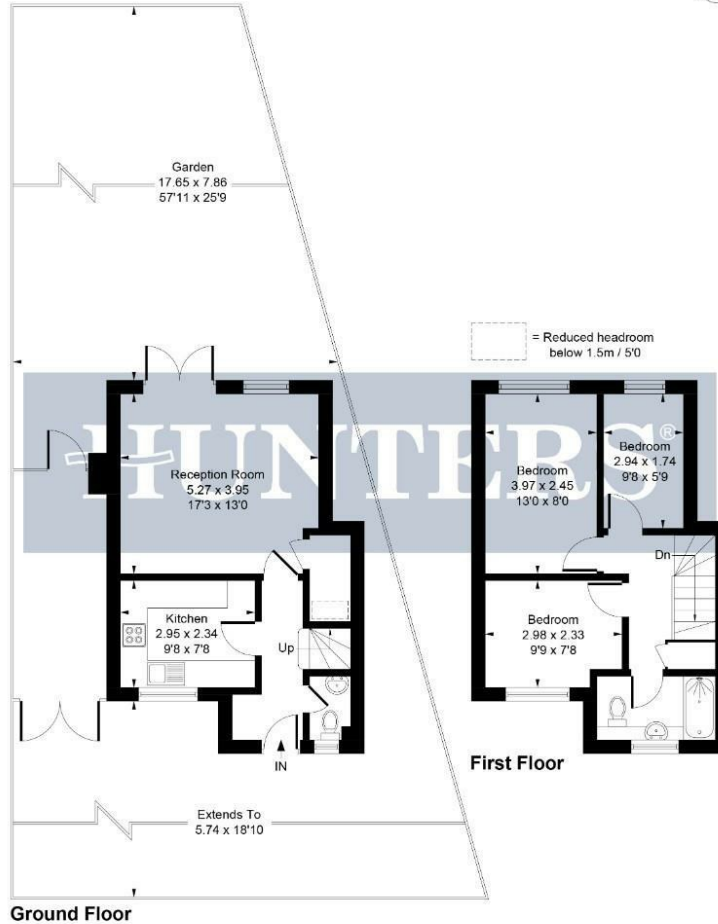 Garden
17.65 x 7.86
57'11 x 25'9
= Reduced headroom
below 1.5m / 5'0
HUNTERS®
Reception Room
5.27 x 3.95
17'3 x 13'0
Bedroom
3.97 x 2.45
13'0 x 8'0
Bedroom
2.94 x 1.74
9'8 x 5'9
Kitchen
2.95 x 2.34
9'8 x 7'8
Up
Dn
Bedroom
2.98 x 2.33
9'9 x 7'8
IN
First Floor
Extends To
5.74 x 18'10
Ground Floor